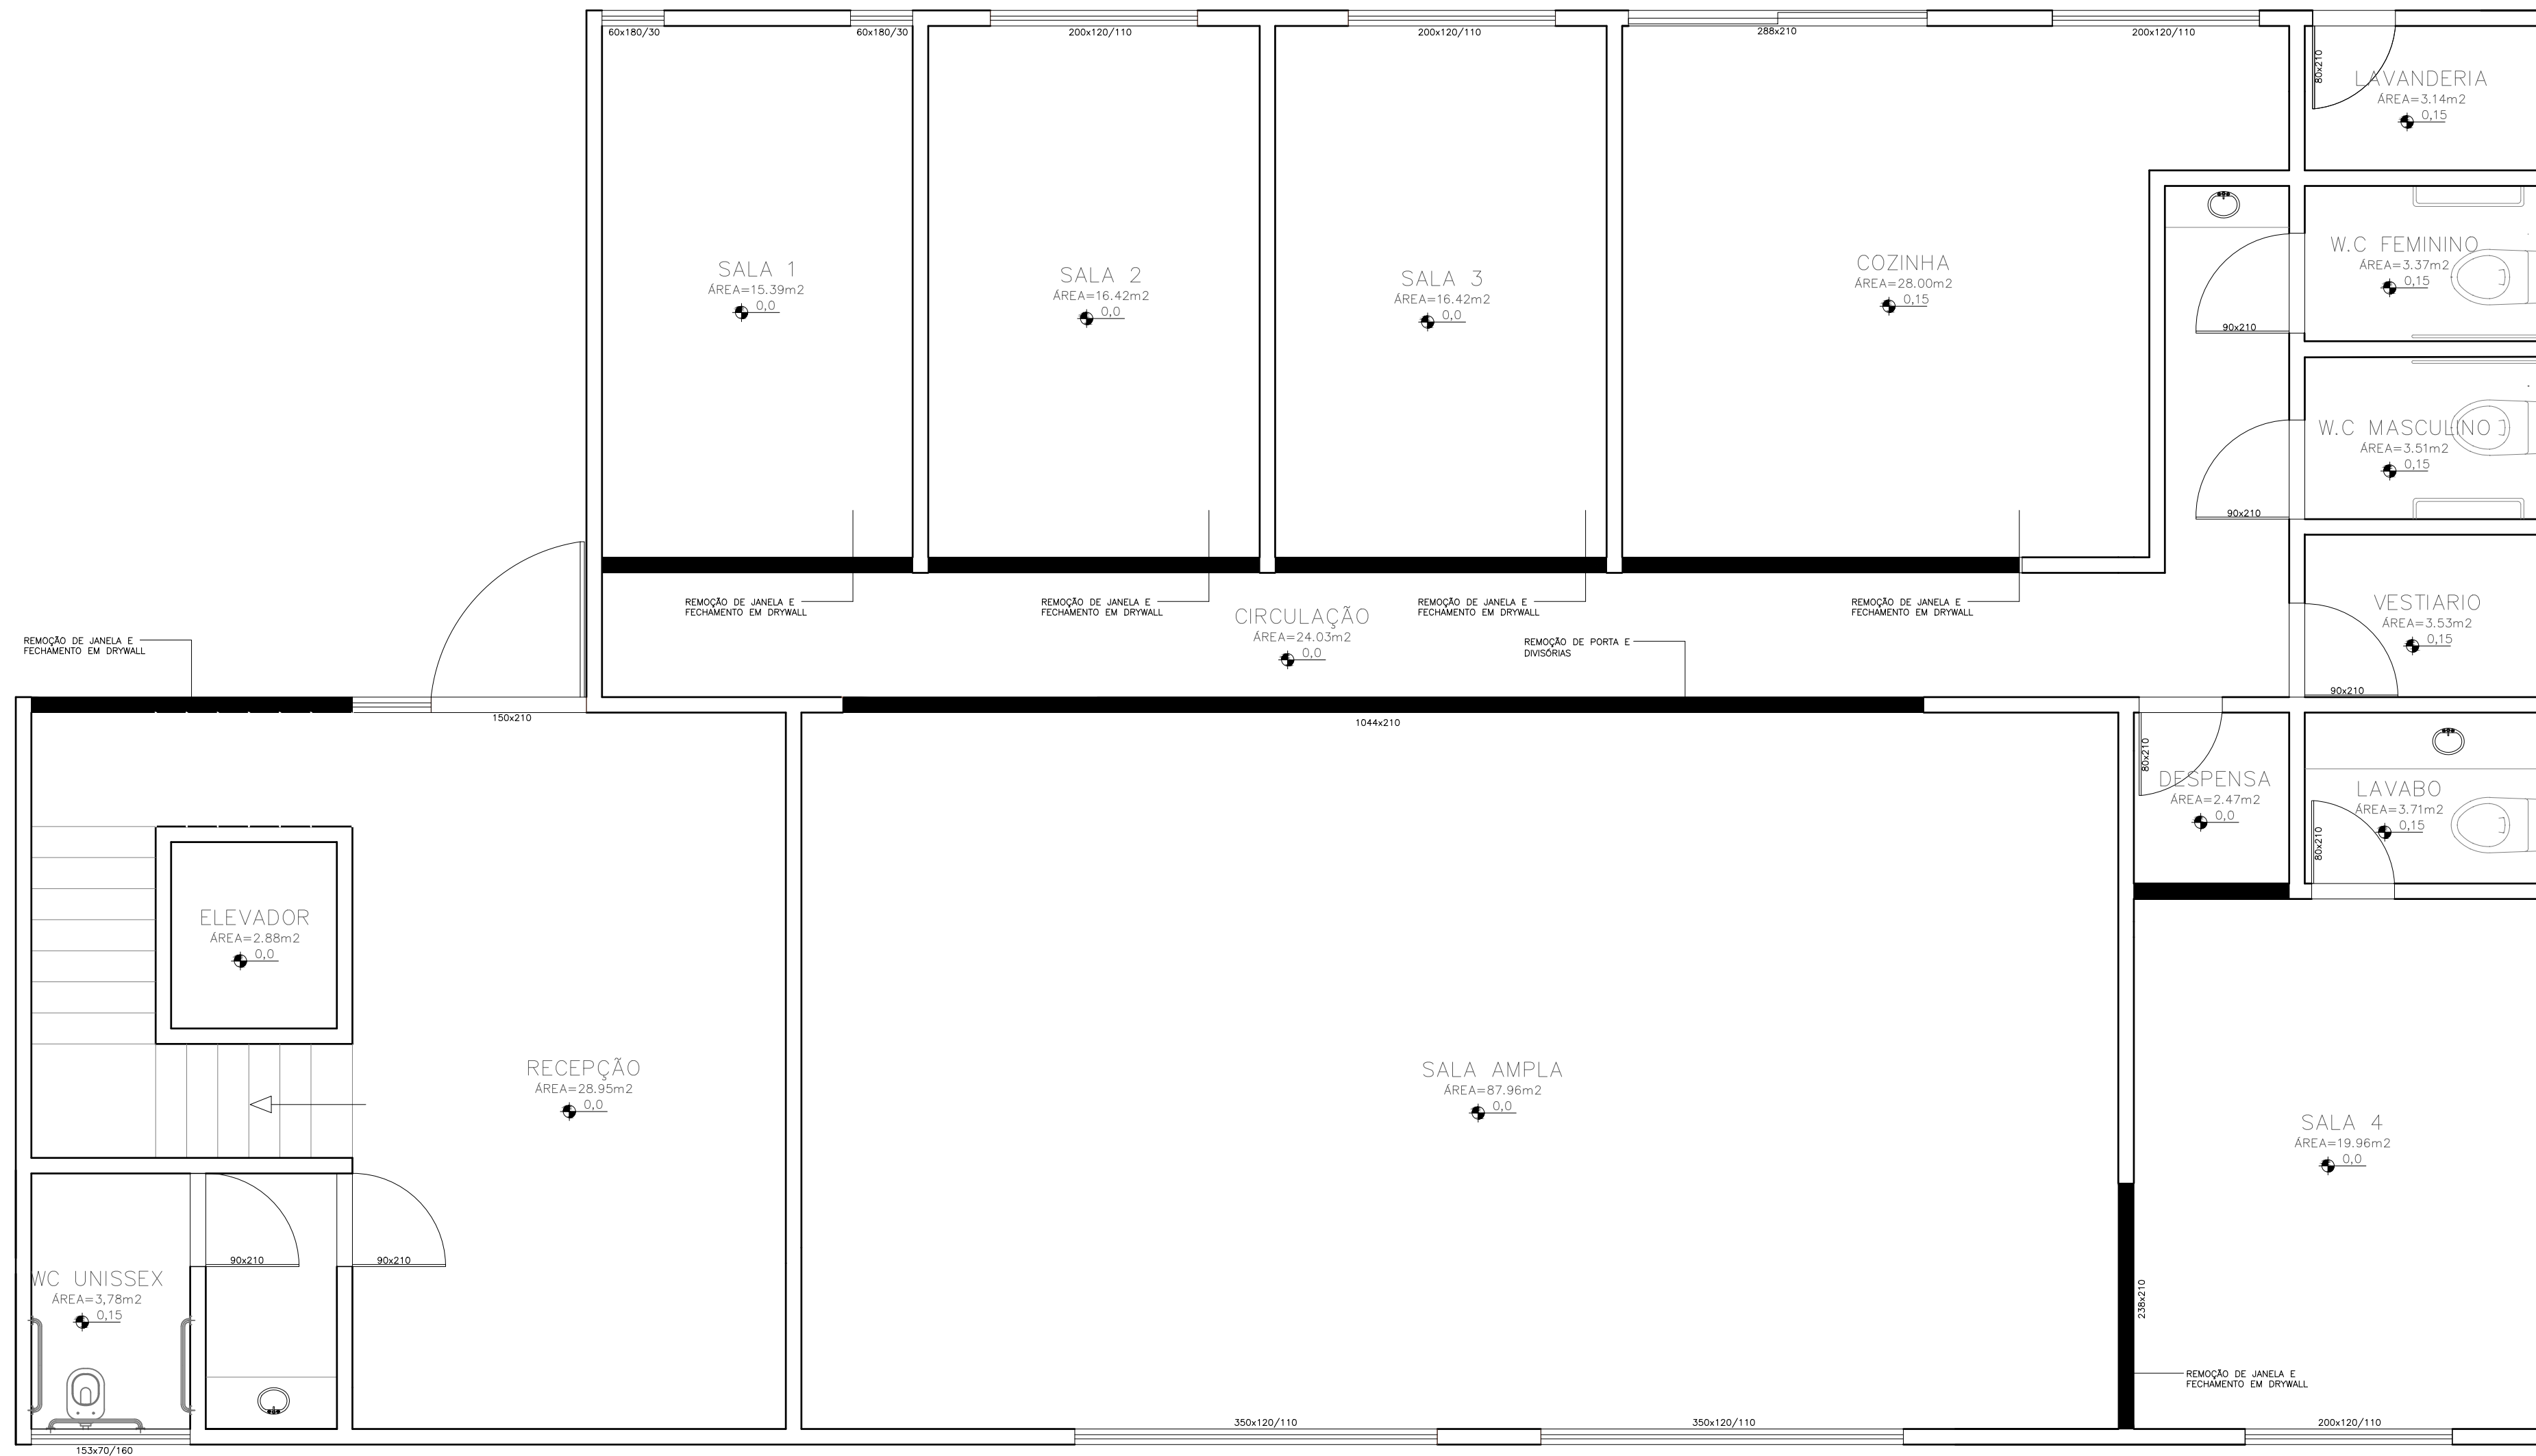 60x180/30
60x180/30
200x120/110
200x120/110
288x210
200x120/110
80x210
LAVANDERIA
ÁREA=3.14m2
0,15
SALA 1
ÁREA=15.39m2
0,0
SALA 2
ÁREA=16.42m2
0,0
SALA 3
ÁREA=16.42m2
0,0
COZINHA
ÁREA=28.00m2
0,15
W.C FEMININO
ÁREA=3.37m2
0,15
90x210
W.C MASCULINO
ÁREA=3.51m2
0,15
90x210
REMOÇÃO DE JANELA E
FECHAMENTO EM DRYWALL
REMOÇÃO DE JANELA E
FECHAMENTO EM DRYWALL
REMOÇÃO DE JANELA E
FECHAMENTO EM DRYWALL
REMOÇÃO DE JANELA E
FECHAMENTO EM DRYWALL
CIRCULAÇÃO
ÁREA=24.03m2
0,0
VESTIARIO
ÁREA=3.53m2
0,15
90x210
REMOÇÃO DE JANELA E
FECHAMENTO EM DRYWALL
REMOÇÃO DE PORTA E
DIVISÓRIAS
150x210
1044x210
80x210
DESPENSA
ÁREA=2.47m2
0,0
LAVABO
ÁREA=3.71m2
0,15
80x210
ELEVADOR
ÁREA=2.88m2
0,0
RECEPÇÃO
ÁREA=28.95m2
0,0
SALA AMPLA
ÁREA=87.96m2
0,0
SALA 4
ÁREA=19.96m2
0,0
90x210
90x210
WC UNISSEX
ÁREA=3,78m2
0,15
238x210
REMOÇÃO DE JANELA E
FECHAMENTO EM DRYWALL
350x120/110
350x120/110
200x120/110
153x70/160